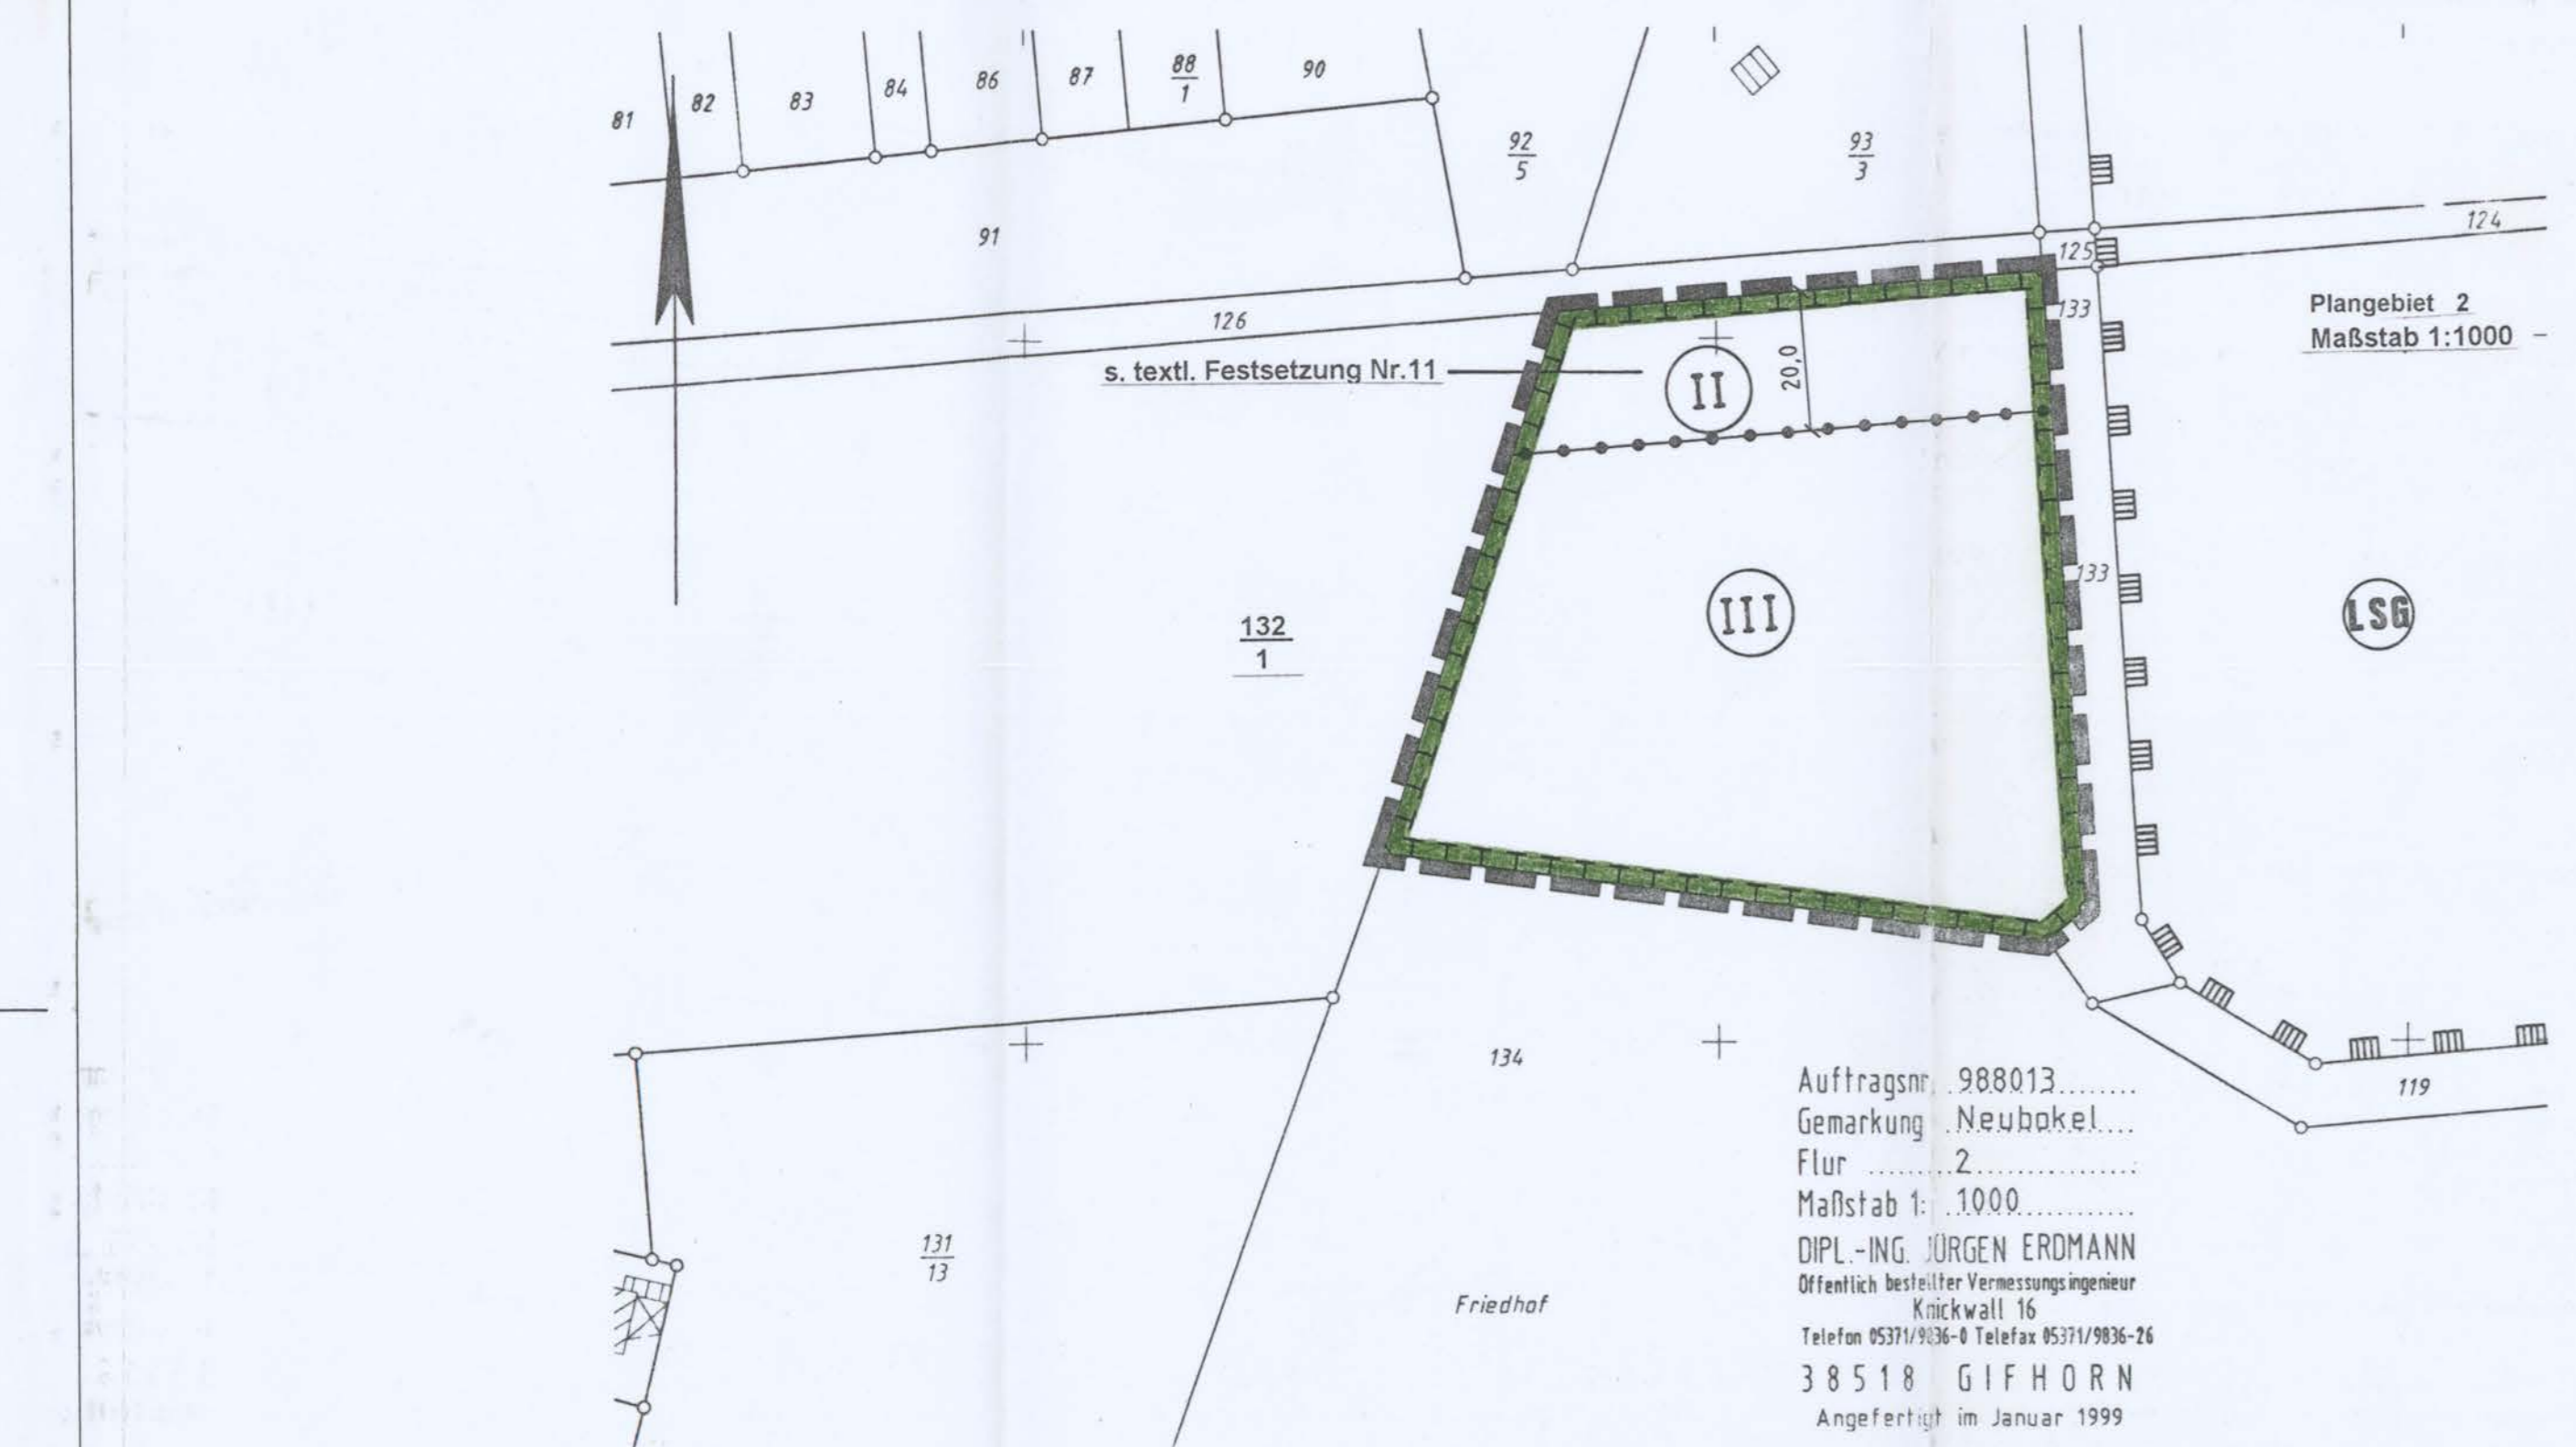 81
82
83
84
86
87
88
1
90
92
5
93
3
91
126
124
125
133
Plangebiet 2
Maßstab 1:1000
s. textl. Festsetzung Nr.11
II
20,0
III
133
LSG
132
1
134
119
131
13
Friedhof
Auftragsnr. 988013
Gemarkung Neubokel
Flur 2
Maßstab 1: 1000
DIPL.-ING. JÜRGEN ERDMANN
Öffentlich bestellter Vermessungsingenieur
Knickwall 16
Telefon 05371/9836-0 Telefax 05371/9836-26
38518 GIFHORN
Angefertigt im Januar 1999